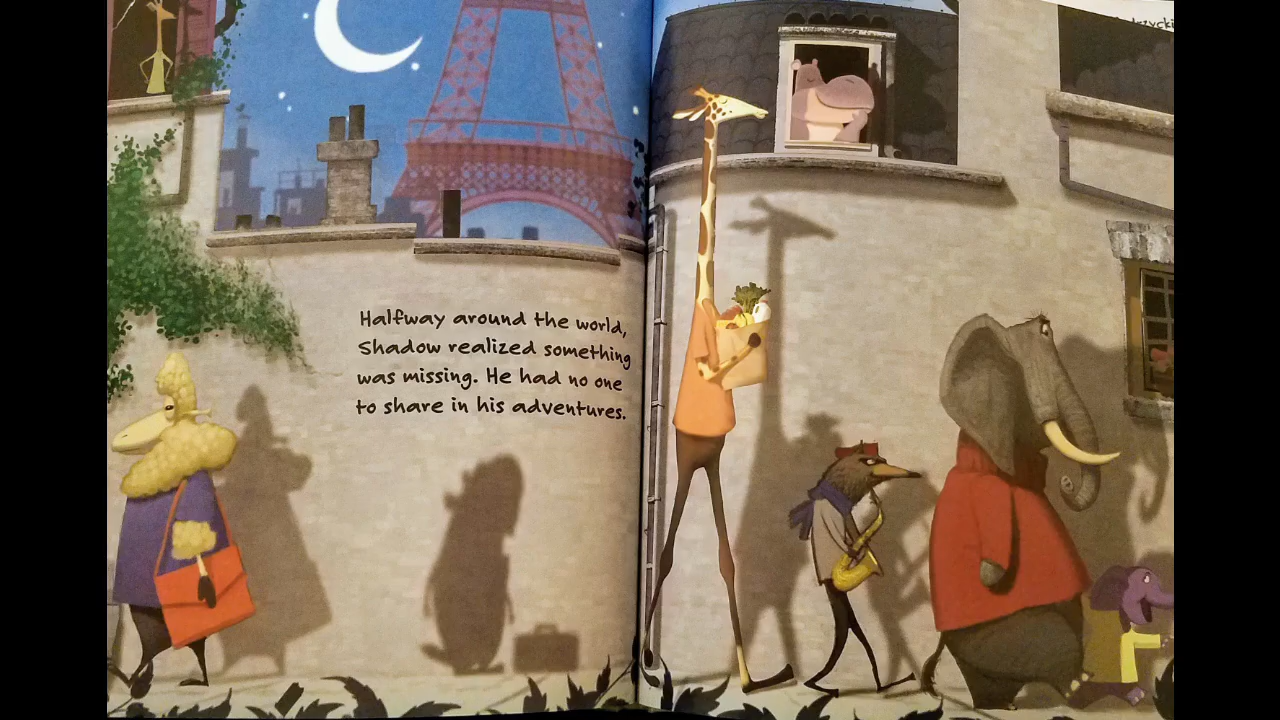 Halfway around the world,
Shadow realized something
was missing. He had no one
to share in his adventures.